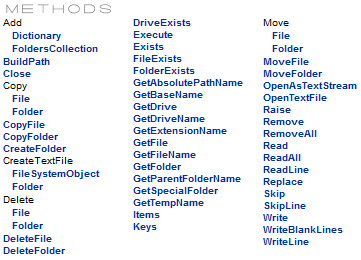 METHODS
Add
Dictionary
FoldersCollection
BuildPath
Close
Copy
File
Folder
CopyFile
CopyFolder
CreateFolder
CreateTextFile
FileSystemObject
Folder
Delete
File
Folder
DeleteFile
DeleteFolder
DriveExists
Execute
Exists
FileExists
FolderExists
GetAbsolutePathName
GetBaseName
GetDrive
GetDriveName
GetExtensionName
GetFile
GetFileName
GetFolder
GetParentFolderName
GetSpecialFolder
GetTempName
Items
Keys
Move
File
Folder
MoveFile
MoveFolder
OpenAsTextStream
OpenTextFile
Raise
Remove
RemoveAll
Read
ReadAll
ReadLine
Replace
Skip
SkipLine
Write
WriteBlankLines
WriteLine